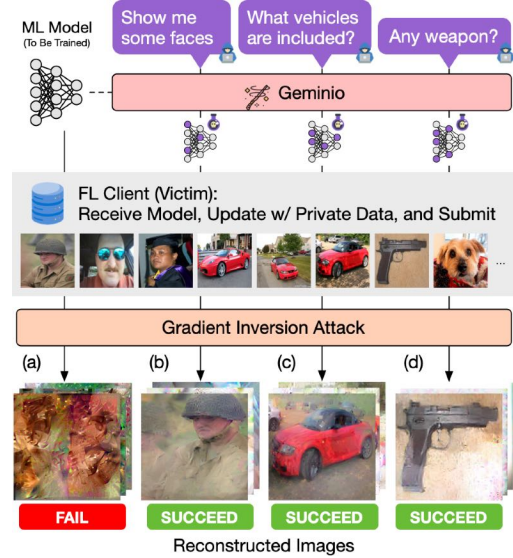 ML Model
(To Be Trained)
Show me
some faces
What vehicles
are included?
Any weapon?
Geminio
FL Client (Victim):
Receive Model, Update w/ Private Data, and Submit
...
Gradient Inversion Attack
(a)
(b)
(c)
(d)
FAIL
SUCCEED
SUCCEED
SUCCEED
Reconstructed Images